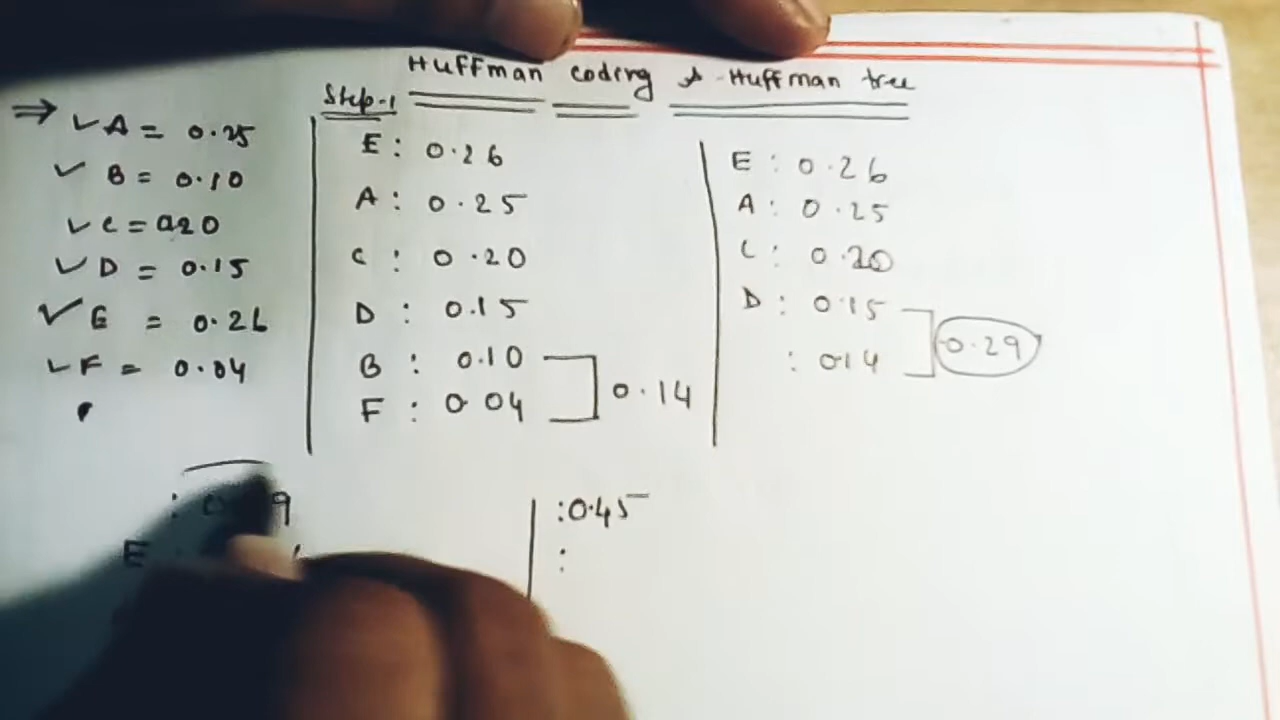 Huffman coding & Huffman tree
⇒ ✓ A = 0.25
✓ B = 0.10
✓ C = 0.20
✓ D = 0.15
✓ E = 0.26
✓ F = 0.04
Step-1
E : 0.26
A : 0.25
C : 0.20
D : 0.15
B : 0.10
F : 0.04
0.14
E : 0.26
A : 0.25
C : 0.20
D : 0.15
: 0.14
0.29
E
: 0.45
: